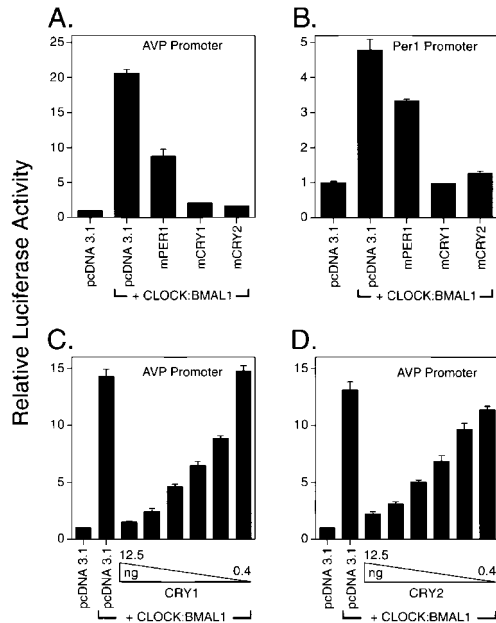 A.
AVP Promoter
25
20
15
10
5
0
pcDNA 3.1
pcDNA 3.1
mPER1
mCRY1
mCRY2
+ CLOCK:BMAL1
B.
Per1 Promoter
5
4
3
2
1
0
pcDNA 3.1
pcDNA 3.1
mPER1
mCRY1
mCRY2
+ CLOCK:BMAL1
Relative Luciferase Activity
C.
AVP Promoter
15
10
5
0
pcDNA 3.1
pcDNA 3.1
12.5
ng
0.4
CRY1
+ CLOCK:BMAL1
D.
AVP Promoter
15
10
5
0
pcDNA 3.1
pcDNA 3.1
12.5
ng
0.4
CRY2
+ CLOCK:BMAL1